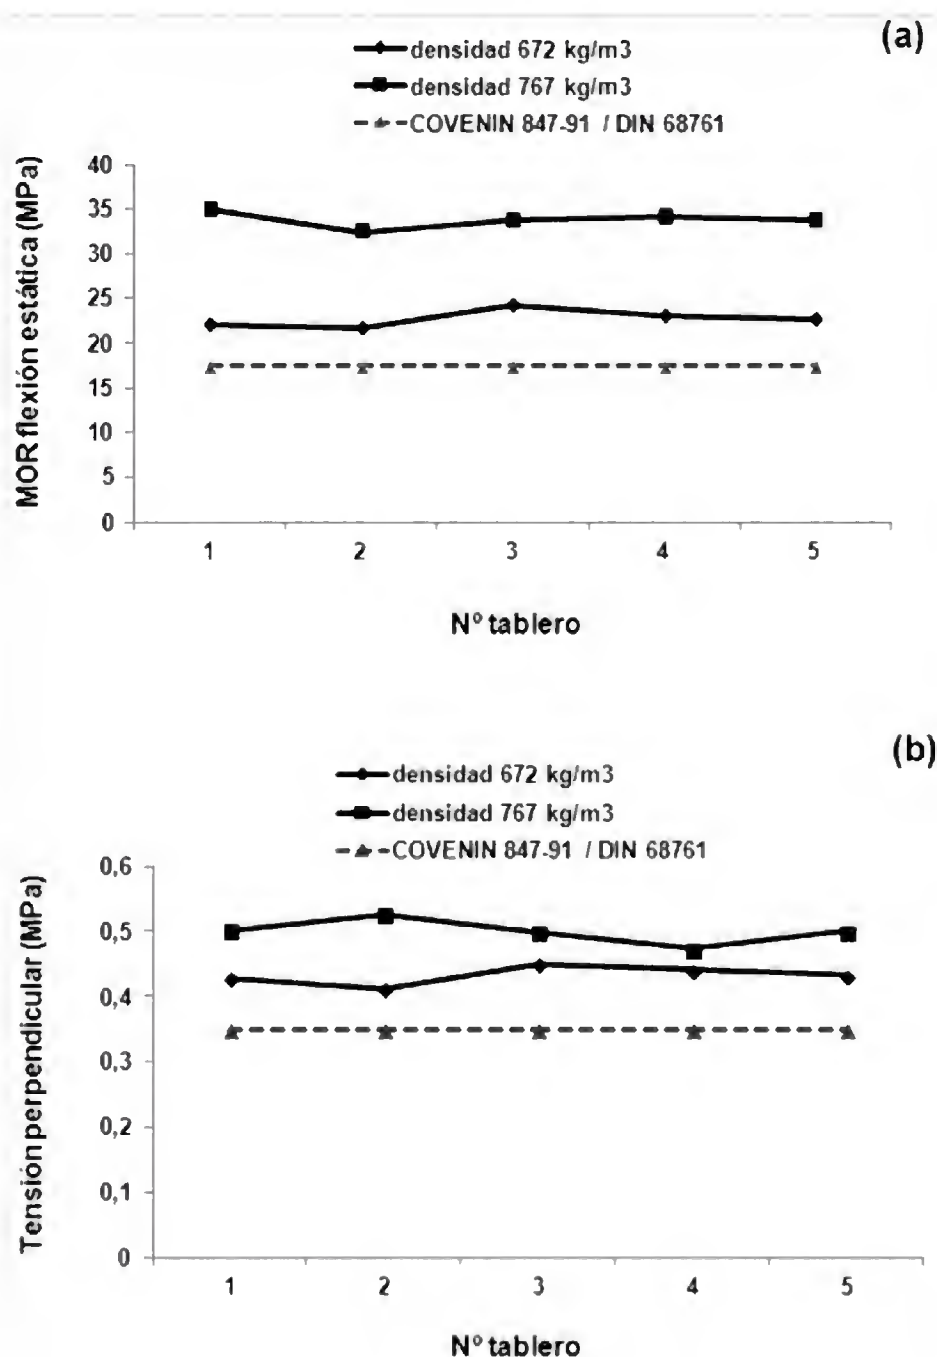 (a)
densidad 672 kg/m3
densidad 767 kg/m3
COVENIN 847-91 / DIN 68761
MOR flexión estática (MPa)
40
35
30
25
20
15
10
5
0
1 2 3 4 5
Nº tablero
(b)
densidad 672 kg/m3
densidad 767 kg/m3
COVENIN 847-91 / DIN 68761
Tensión perpendicular (MPa)
0,6
0,5
0,4
0,3
0,2
0,1
0
1 2 3 4 5
Nº tablero